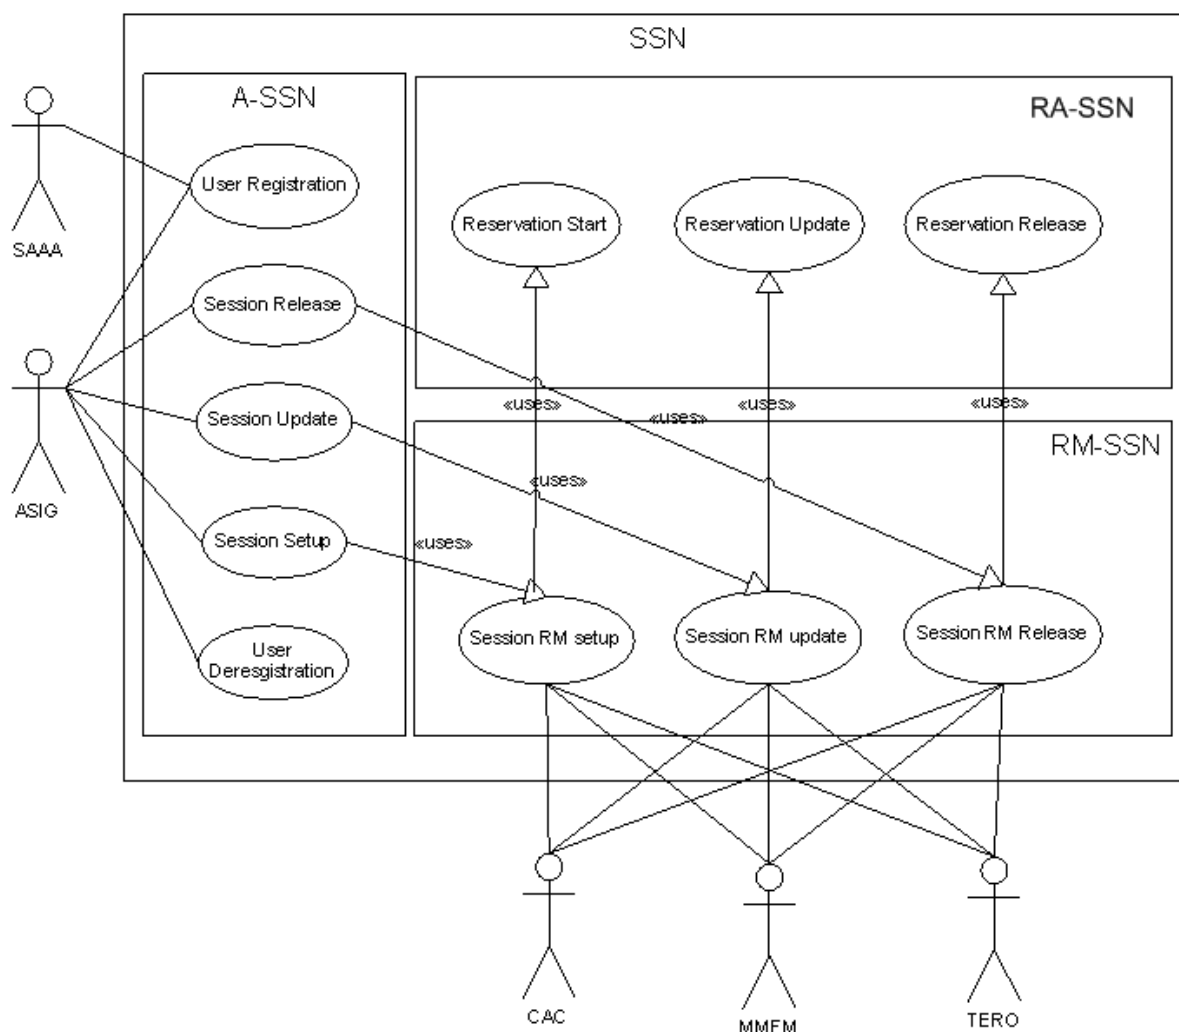 SSN
A-SSN
RA-SSN
User Registration
SAAA
Reservation Start
Reservation Update
Reservation Release
Session Release
ASIG
«uses»
«uses»
«uses»
«uses»
Session Update
RM-SSN
«uses»
Session Setup
«uses»
Session RM setup
Session RM update
Session RM Release
User
Deresgistration
CAC
MMFM
TERO